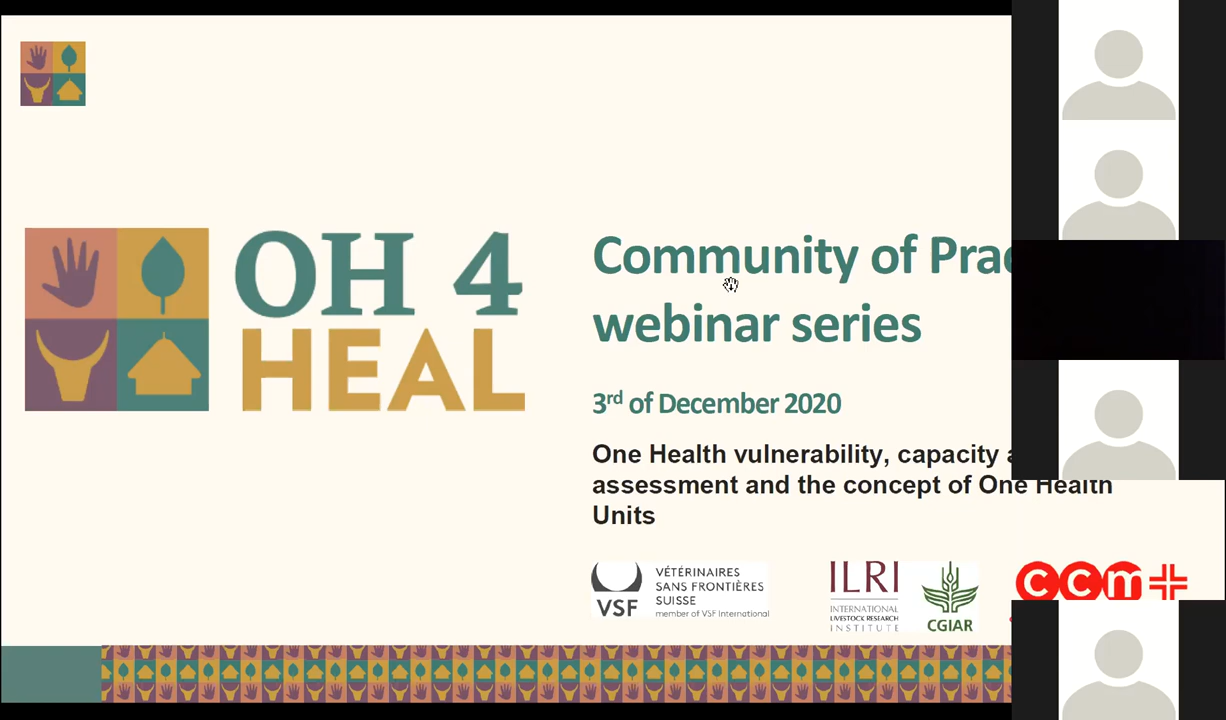 OH 4
HEAL
Community of
webinar series
3rd of December 2020
One Health vulnerability, capacity
assessment and the concept of One Health
Units
VSF
VÉTÉRINAIRES
SANS FRONTIÈRES
SUISSE
member of VSF International
ILRI
INTERNATIONAL
LIVESTOCK RESEARCH
INSTITUTE
CGIAR
ccm